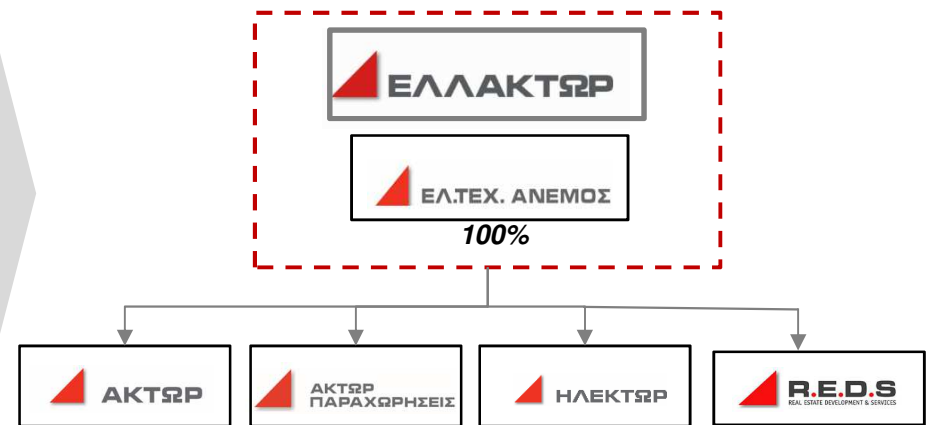 ΕΛΛΑΚΤΩΡ
ΕΛ.ΤΕΧ. ΑΝΕΜΟΣ
100%
ΑΚΤΩΡ
ΑΚΤΩΡ
ΠΑΡΑΧΩΡΗΣΕΙΣ
ΗΛΕΚΤΩΡ
R.E.D.S
REAL ESTATE DEVELOPMENT & SERVICES